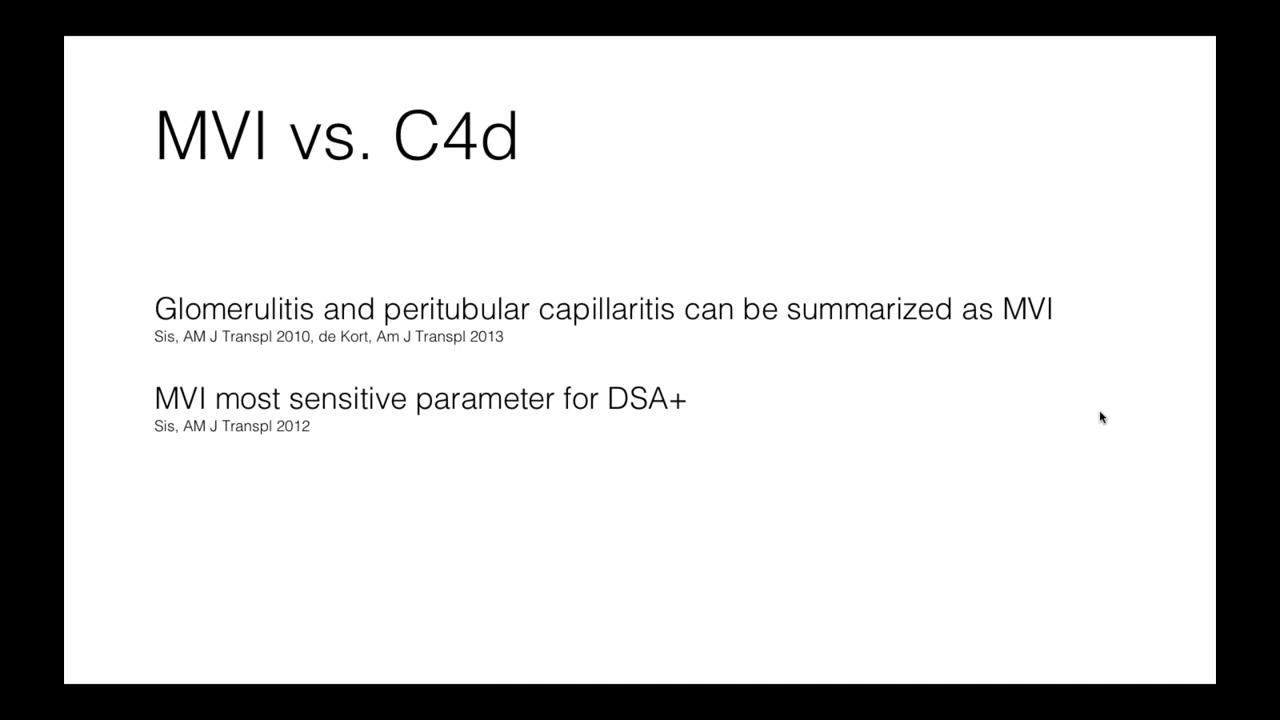 MVI vs. C4d
Glomerulitis and peritubular capillaritis can be summarized as MVI
Sis, AM J Transpl 2010, de Kort, Am J Transpl 2013
MVI most sensitive parameter for DSA+
Sis, AM J Transpl 2012